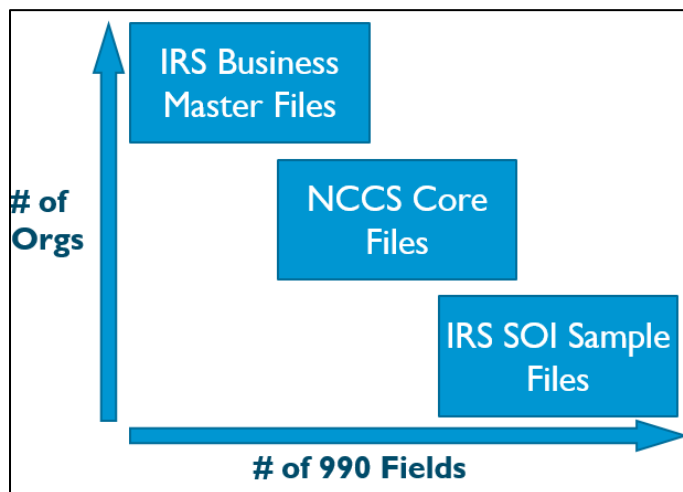 IRS Business
Master Files
NCCS Core
Files
# of
Orgs
IRS SOI Sample
Files
# of 990 Fields